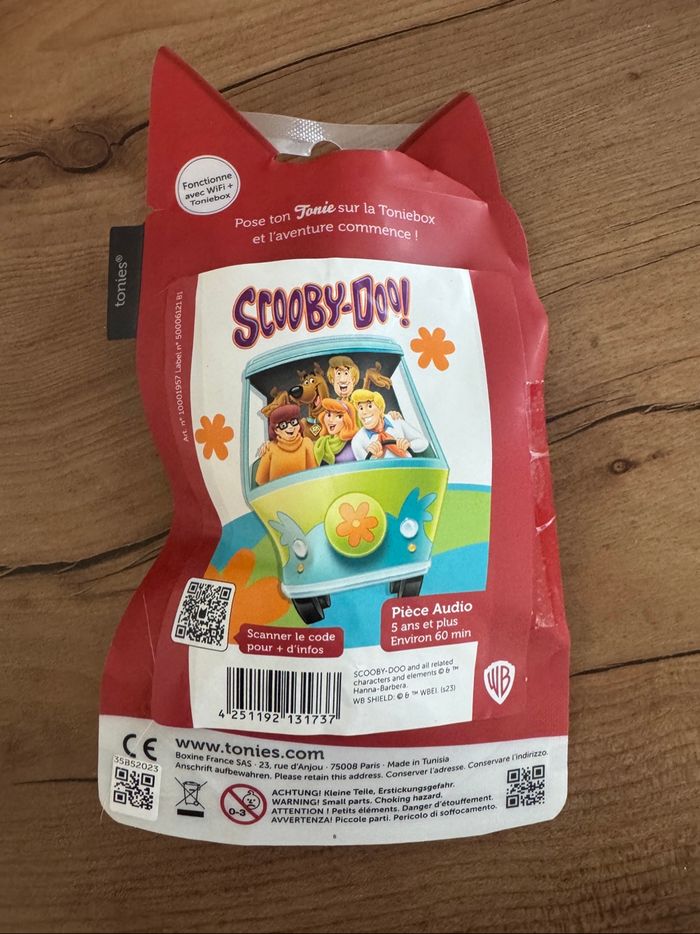 Fonctionne
avec WiFi +
Toniebox
Pose ton Tonie sur la Toniebox
et l'aventure commence !
tonies®
Art. n° 10001957 Label n° 50006121 B1
SCOOBY-DOO!
Pièce Audio
5 ans et plus
Environ 60 min
Scanner le code
pour + d'infos
SCOOBY-DOO and all related
characters and elements © & ™
Hanna-Barbera.
WB SHIELD: © & ™ WBEI. (s23)
WB
4 251192 131737
CE
35B52023
www.tonies.com
Boxine France SAS · 23, rue d'Anjou · 75008 Paris · Made in Tunisia
Anschrift aufbewahren. Please retain this address. Conserver l'adresse. Conservare l'indirizzo.
0-3
ACHTUNG! Kleine Teile, Erstickungsgefahr.
WARNING! Small parts. Choking hazard.
ATTENTION ! Petits éléments. Danger d'étouffement.
AVVERTENZA! Piccole parti. Pericolo di soffocamento.